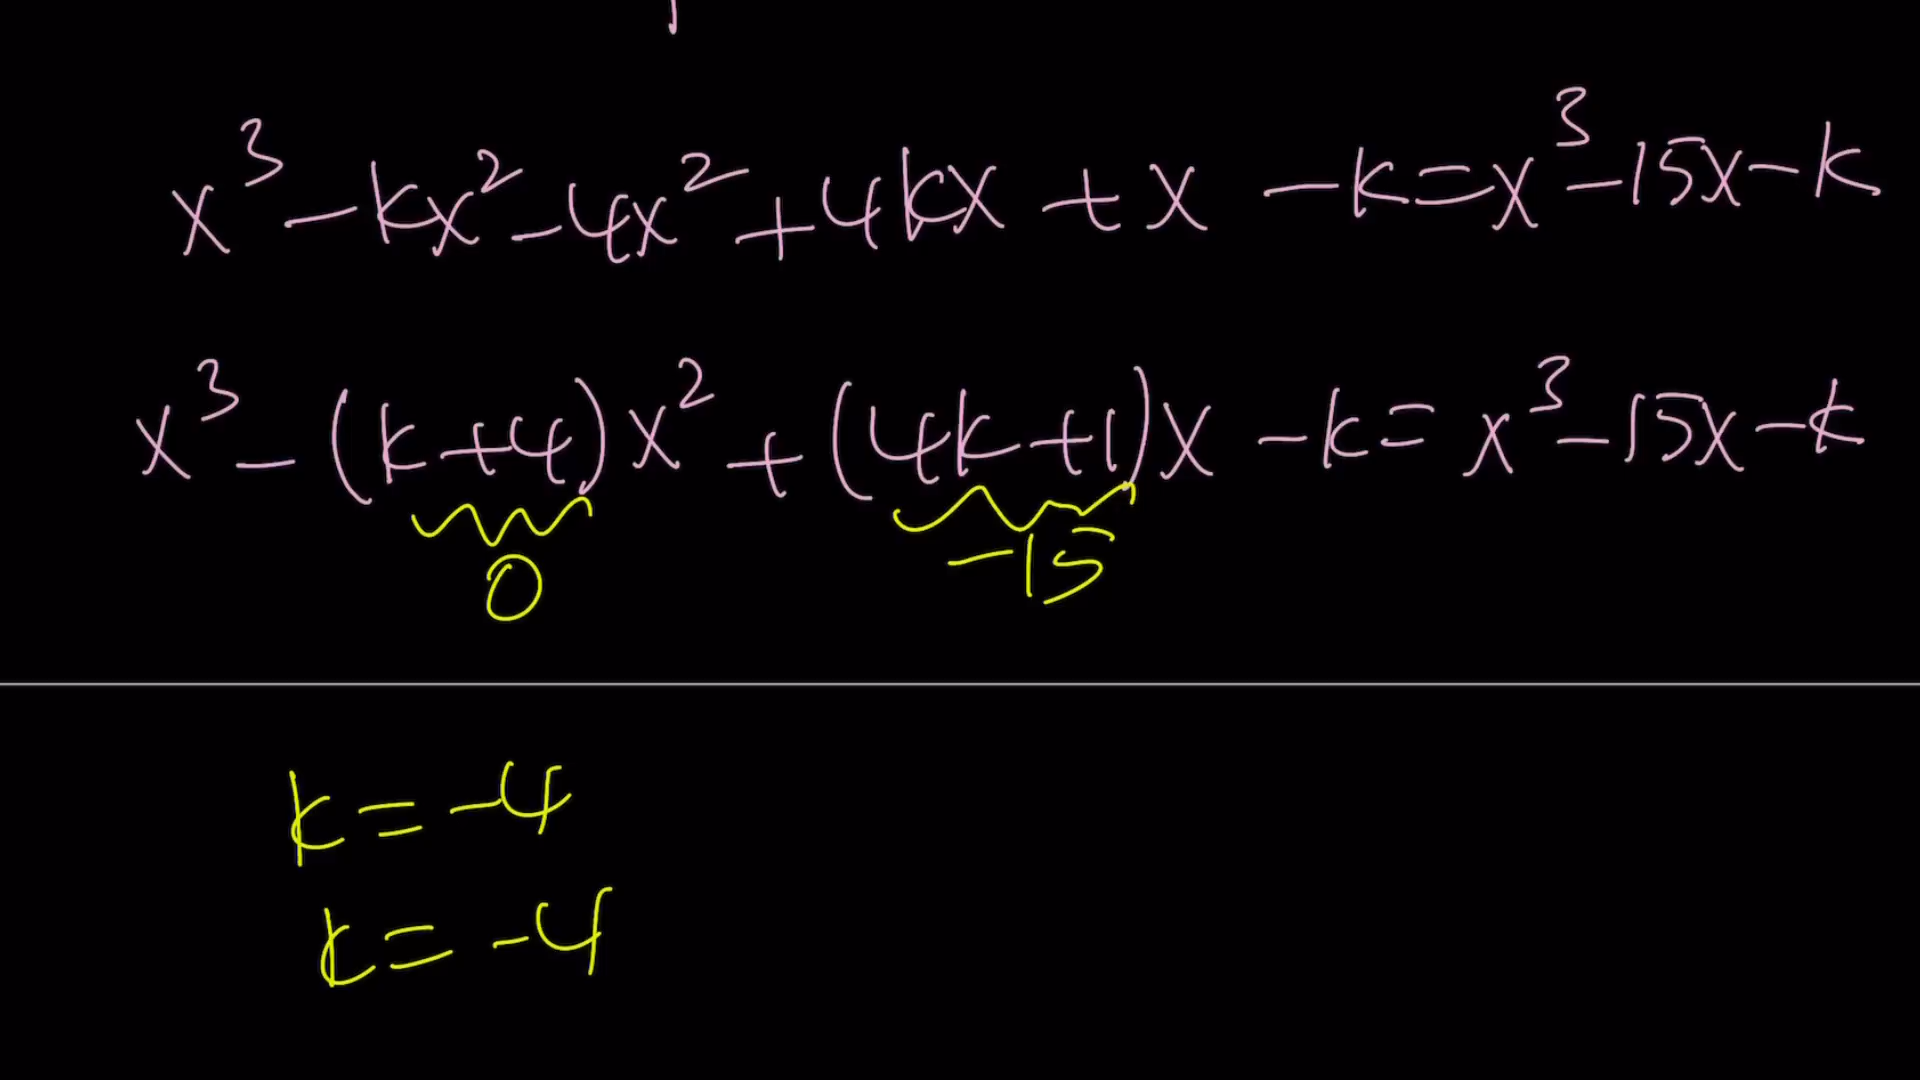 x³ - kx² - 4x² + 4kx + x - k = x³ - 15x - k
x³ - (k+4)x² + (4k+1)x - k = x³ - 15x - k
0 -15
k = -4
k = -4